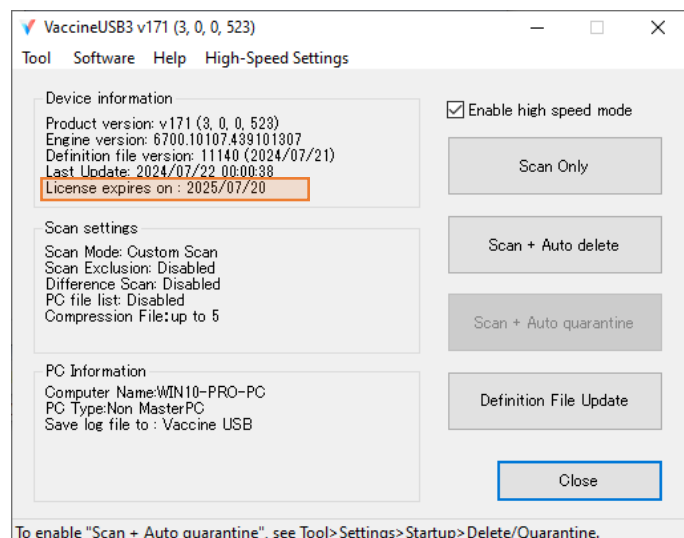 VaccineUSB3 v171 (3, 0, 0, 523)
Tool Software Help High-Speed Settings
Device information
Product version: v171 (3, 0, 0, 523)
Engine version: 6700.10107.439101307
Definition file version: 11140 (2024/07/21)
Last Update: 2024/07/22 00:00:38
License expires on : 2025/07/20
Enable high speed mode
Scan Only
Scan settings
Scan Mode: Custom Scan
Scan Exclusion: Disabled
Difference Scan: Disabled
PC file list: Disabled
Compression File:up to 5
Scan + Auto delete
Scan + Auto quarantine
PC Information
Computer Name:WIN10-PRO-PC
PC Type:Non MasterPC
Save log file to : Vaccine USB
Definition File Update
Close
To enable "Scan + Auto quarantine", see Tool>Settings>Startup>Delete/Quarantine.